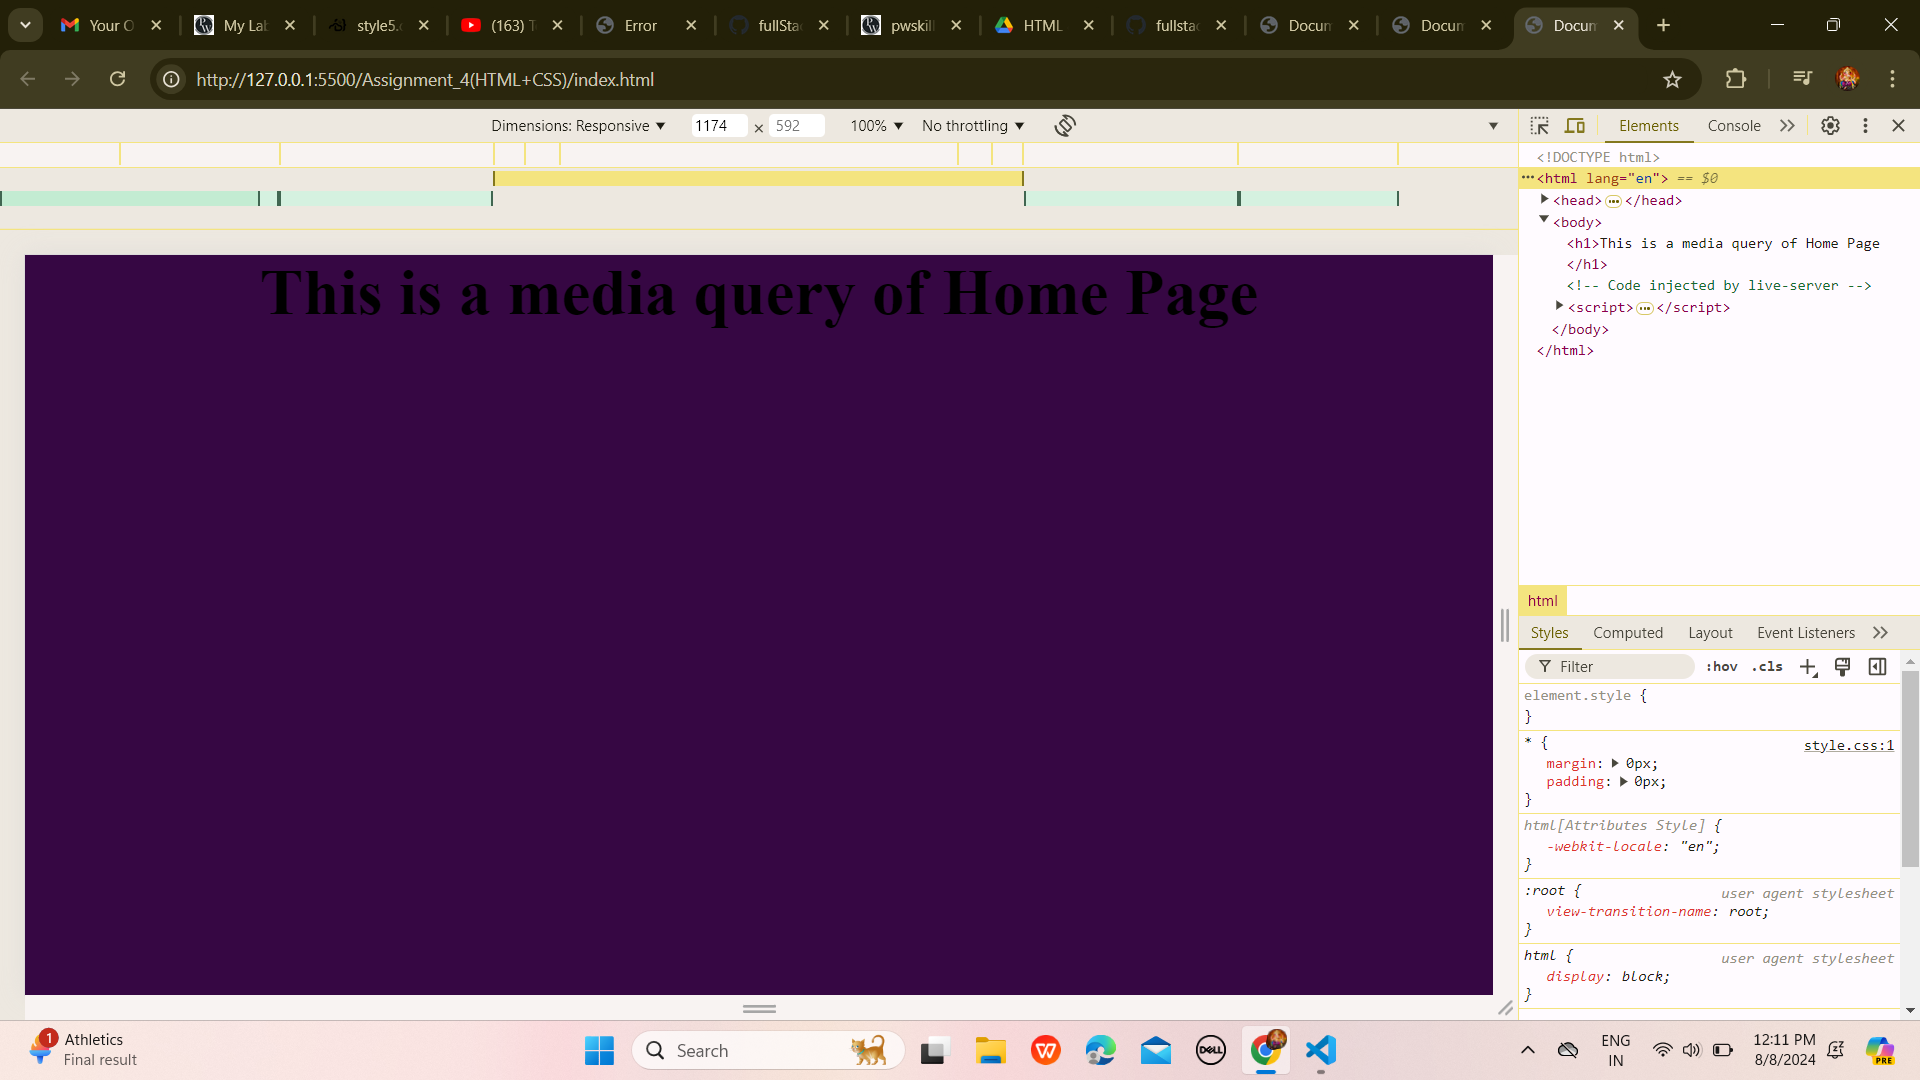 Your O
My Lab
style5.c
(163) T
Error
fullSta
pwskil
HTML
fullsta
Docum
Docum
Docum
http://127.0.0.1:5500/Assignment_4(HTML+CSS)/index.html
Dimensions: Responsive 1174 × 592 100% No throttling
Elements Console
<!DOCTYPE html>
<html lang="en"> == $0
<head> ••• </head>
<body>
<h1>This is a media query of Home Page
</h1>
<!-- Code injected by live-server -->
<script> ••• </script>
</body>
</html>
This is a media query of Home Page
html
Styles Computed Layout Event Listeners
Filter :hov .cls
element.style {
}
* { style.css:1
margin: 0px;
padding: 0px;
}
html[Attributes Style] {
-webkit-locale: "en";
}
:root { user agent stylesheet
view-transition-name: root;
}
html { user agent stylesheet
display: block;
}
1
Athletics
Final result
Search
W
DELL
ENG
IN
12:11 PM
8/8/2024
PRE